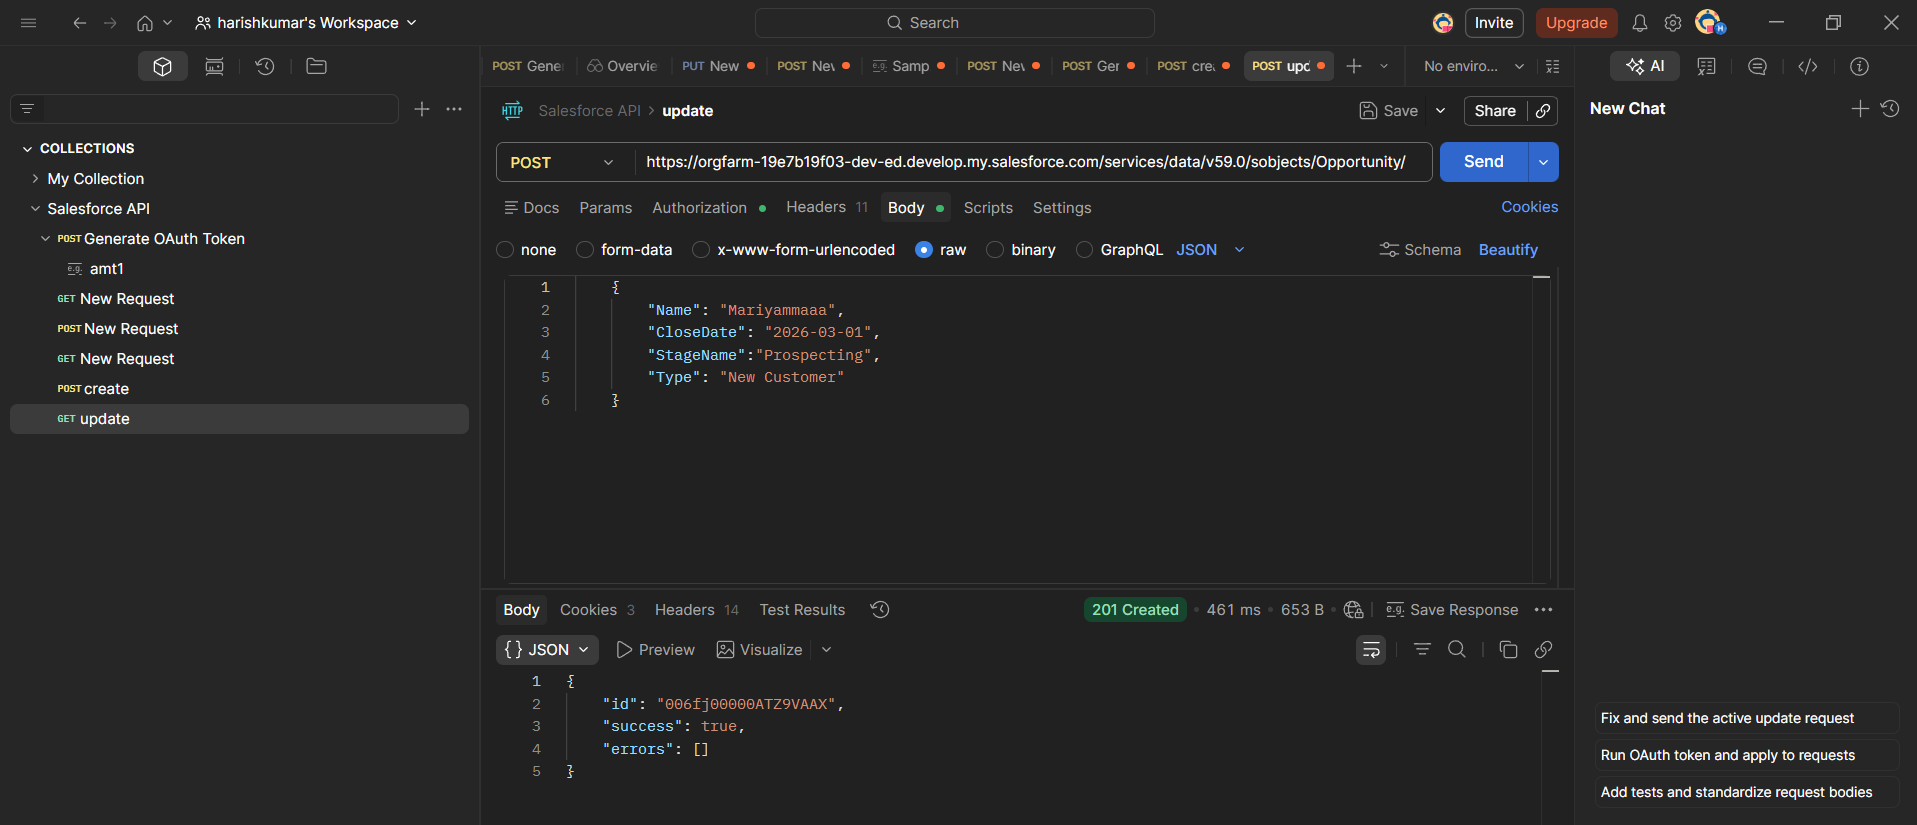 harishkumar's Workspace
Search
Invite
Upgrade
H
POST Gene
Overvie
PUT New
POST Nev
e.g. Samp
POST Nev
POST Ger
POST cre
POST upd
No enviro...
AI
COLLECTIONS
My Collection
Salesforce API
POST Generate OAuth Token
e.g. amt1
GET New Request
POST New Request
GET New Request
POST create
GET update
HTTP Salesforce API > update
Save
Share
POST
https://orgfarm-19e7b19f03-dev-ed.develop.my.salesforce.com/services/data/v59.0/sobjects/Opportunity/
Send
Docs Params Authorization Headers 11 Body Scripts Settings
Cookies
none form-data x-www-form-urlencoded raw binary GraphQL JSON
Schema Beautify
1 {
2 "Name": "Mariyammaaa",
3 "CloseDate": "2026-03-01",
4 "StageName":"Prospecting",
5 "Type": "New Customer"
6 }
Body Cookies 3 Headers 14 Test Results
201 Created • 461 ms • 653 B •
e.g. Save Response
{} JSON Preview Visualize
1 {
2 "id": "006fj00000ATZ9VAAX",
3 "success": true,
4 "errors": []
5 }
New Chat
Fix and send the active update request
Run OAuth token and apply to requests
Add tests and standardize request bodies